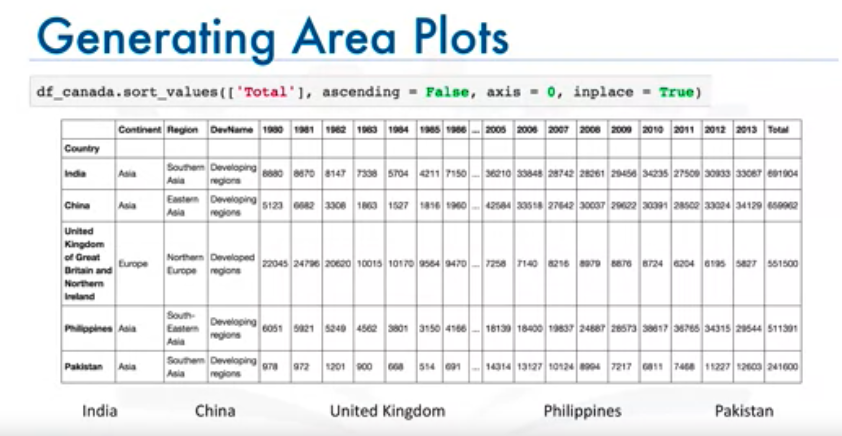 Generating Area Plots
df_canada.sort_values(['Total'], ascending = False, axis = 0, inplace = True)
Continent Region DevName 1980 1981 1982 1983 1984 1985 1986 ... 2005 2006 2007 2008 2009 2010 2011 2012 2013 Total
Country
India Asia Southern Asia Developing regions 8880 8670 8147 7338 5704 4211 7150 ... 36210 33848 28742 28261 29456 34235 27509 30933 33087 691904
China Asia Eastern Asia Developing regions 5123 6682 3308 1863 1527 1816 1960 ... 42584 33518 27642 30037 29622 30391 28502 33024 34129 659962
United Kingdom of Great Britain and Northern Ireland Europe Northern Europe Developed regions 22045 24796 20620 10015 10170 9564 9470 ... 7258 7140 8216 8979 8876 8724 6204 6195 5827 551500
Philippines Asia South-Eastern Asia Developing regions 6051 5921 5249 4562 3801 3150 4166 ... 18139 18400 19837 24887 28573 38617 36765 34315 29544 511391
Pakistan Asia Southern Asia Developing regions 978 972 1201 900 668 514 691 ... 14314 13127 10124 8994 7217 6811 7468 11227 12603 241600
India China United Kingdom Philippines Pakistan